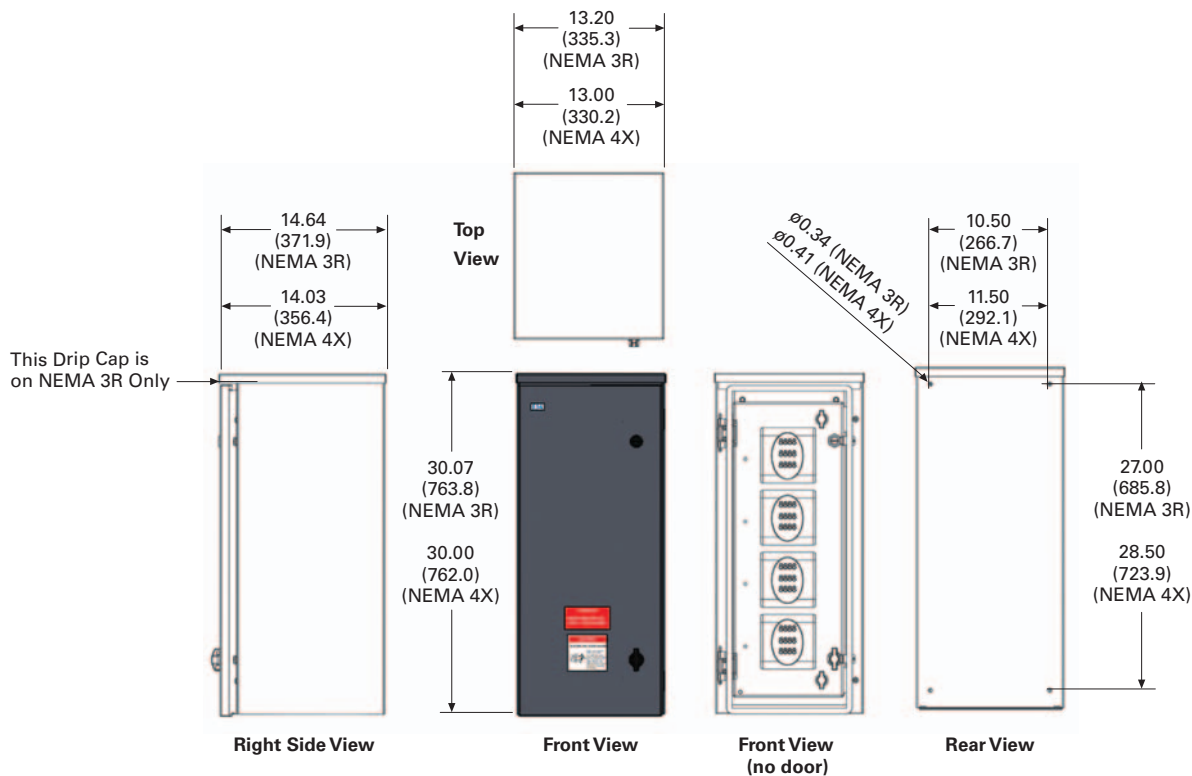 13.20
(335.3)
(NEMA 3R)
13.00
(330.2)
(NEMA 4X)
14.64
(371.9)
(NEMA 3R)
14.03
(356.4)
(NEMA 4X)
Top
View
ø0.34 (NEMA 3R)
ø0.41 (NEMA 4X)
10.50
(266.7)
(NEMA 3R)
11.50
(292.1)
(NEMA 4X)
This Drip Cap is
on NEMA 3R Only
30.07
(763.8)
(NEMA 3R)
30.00
(762.0)
(NEMA 4X)
27.00
(685.8)
(NEMA 3R)
28.50
(723.9)
(NEMA 4X)
Right Side View
Front View
Front View
(no door)
Rear View